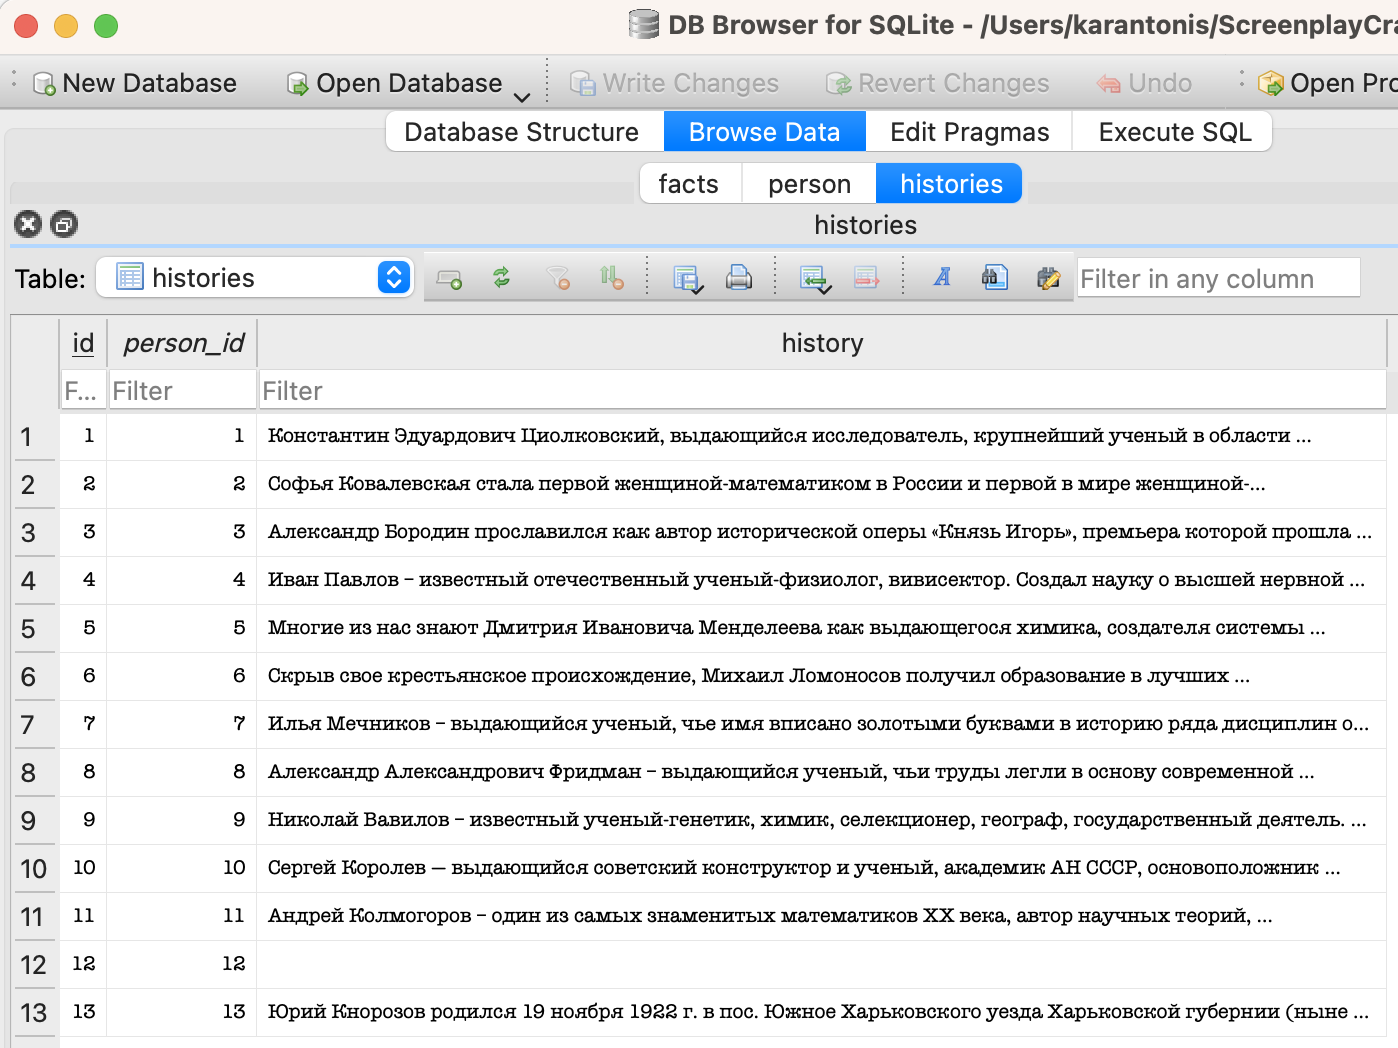 DB Browser for SQLite - /Users/karantonis/ScreenplayCra
New Database Open Database Write Changes Revert Changes Undo Open Pro
Database Structure Browse Data Edit Pragmas Execute SQL
facts person histories
histories
Table: histories Filter in any column
id person_id history
F... Filter Filter
1 1 1 Константин Эдуардович Циолковский, выдающийся исследователь, крупнейший ученый в области ...
2 2 2 Софья Ковалевская стала первой женщиной-математиком в России и первой в мире женщиной-...
3 3 3 Александр Бородин прославился как автор исторической оперы «Князь Игорь», премьера которой прошла ...
4 4 4 Иван Павлов – известный отечественный ученый-физиолог, вивисектор. Создал науку о высшей нервной ...
5 5 5 Многие из нас знают Дмитрия Ивановича Менделеева как выдающегося химика, создателя системы ...
6 6 6 Скрыв свое крестьянское происхождение, Михаил Ломоносов получил образование в лучших ...
7 7 7 Илья Мечников – выдающийся ученый, чье имя вписано золотыми буквами в историю ряда дисциплин о...
8 8 8 Александр Александрович Фридман – выдающийся ученый, чьи труды легли в основу современной ...
9 9 9 Николай Вавилов – известный ученый-генетик, химик, селекционер, географ, государственный деятель. ...
10 10 10 Сергей Королев — выдающийся советский конструктор и ученый, академик АН СССР, основоположник ...
11 11 11 Андрей Колмогоров – один из самых знаменитых математиков XX века, автор научных теорий, ...
12 12 12
13 13 13 Юрий Кнорозов родился 19 ноября 1922 г. в пос. Южное Харьковского уезда Харьковской губернии (ныне ...